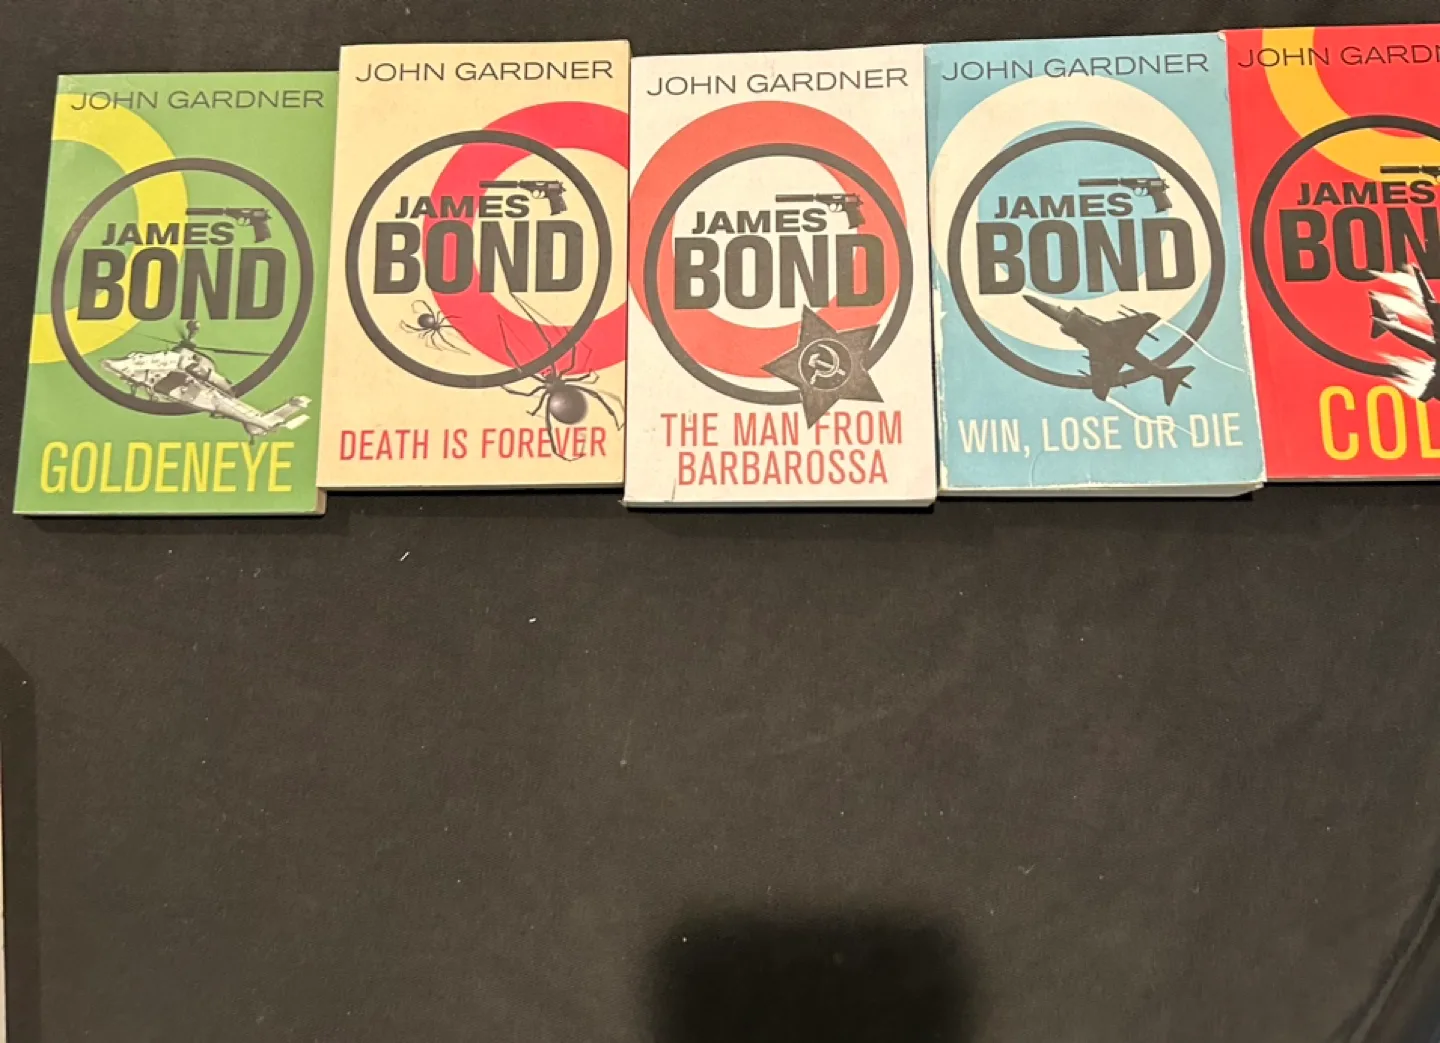 JOHN GARDNER
JAMES
BOND
GOLDENEYE
JOHN GARDNER
JAMES
BOND
DEATH IS FOREVER
JOHN GARDNER
JAMES
BOND
THE MAN FROM
BARBAROSSA
JOHN GARDNER
JAMES
BOND
WIN, LOSE OR DIE
JOHN
JAMES